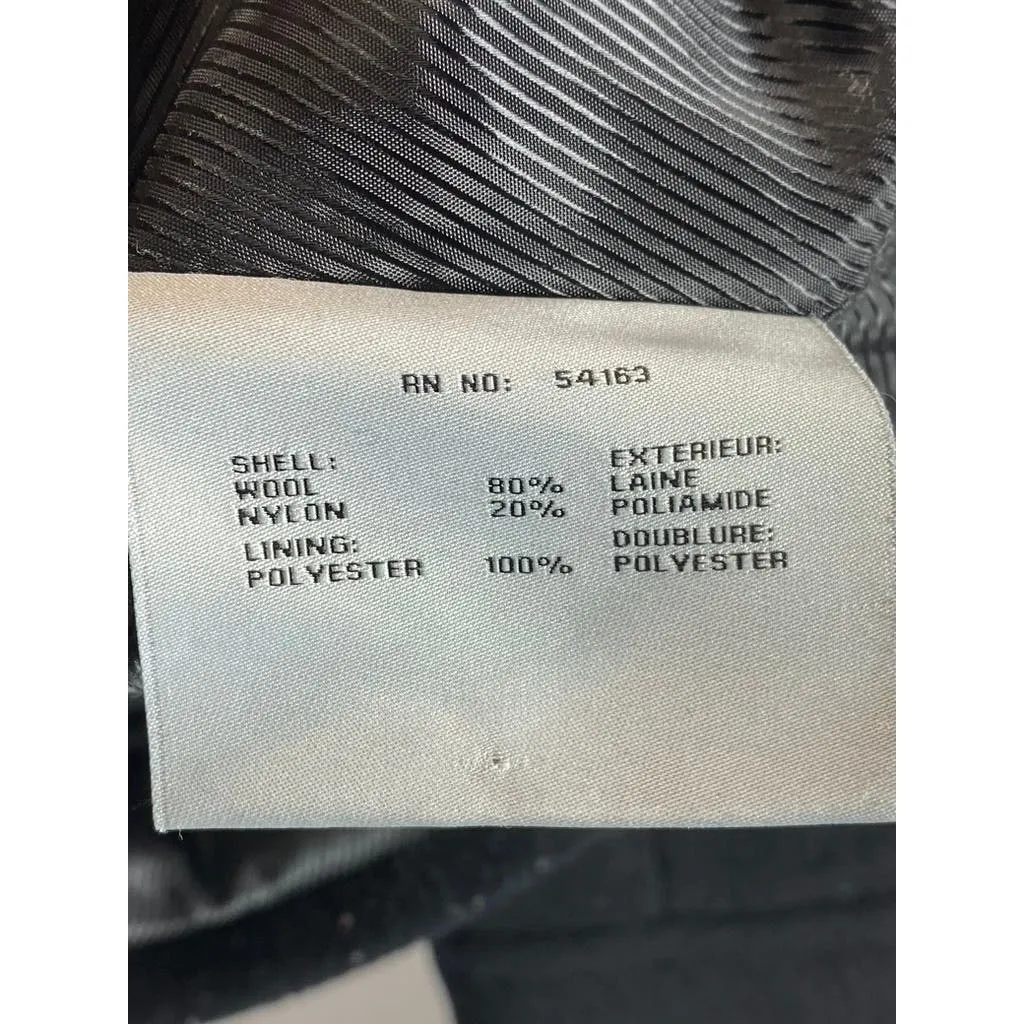 RN NO: 54163
SHELL: EXTERIEUR:
WOOL 80% LAINE
NYLON 20% POLIAMIDE
LINING: DOUBLURE:
POLYESTER 100% POLYESTER